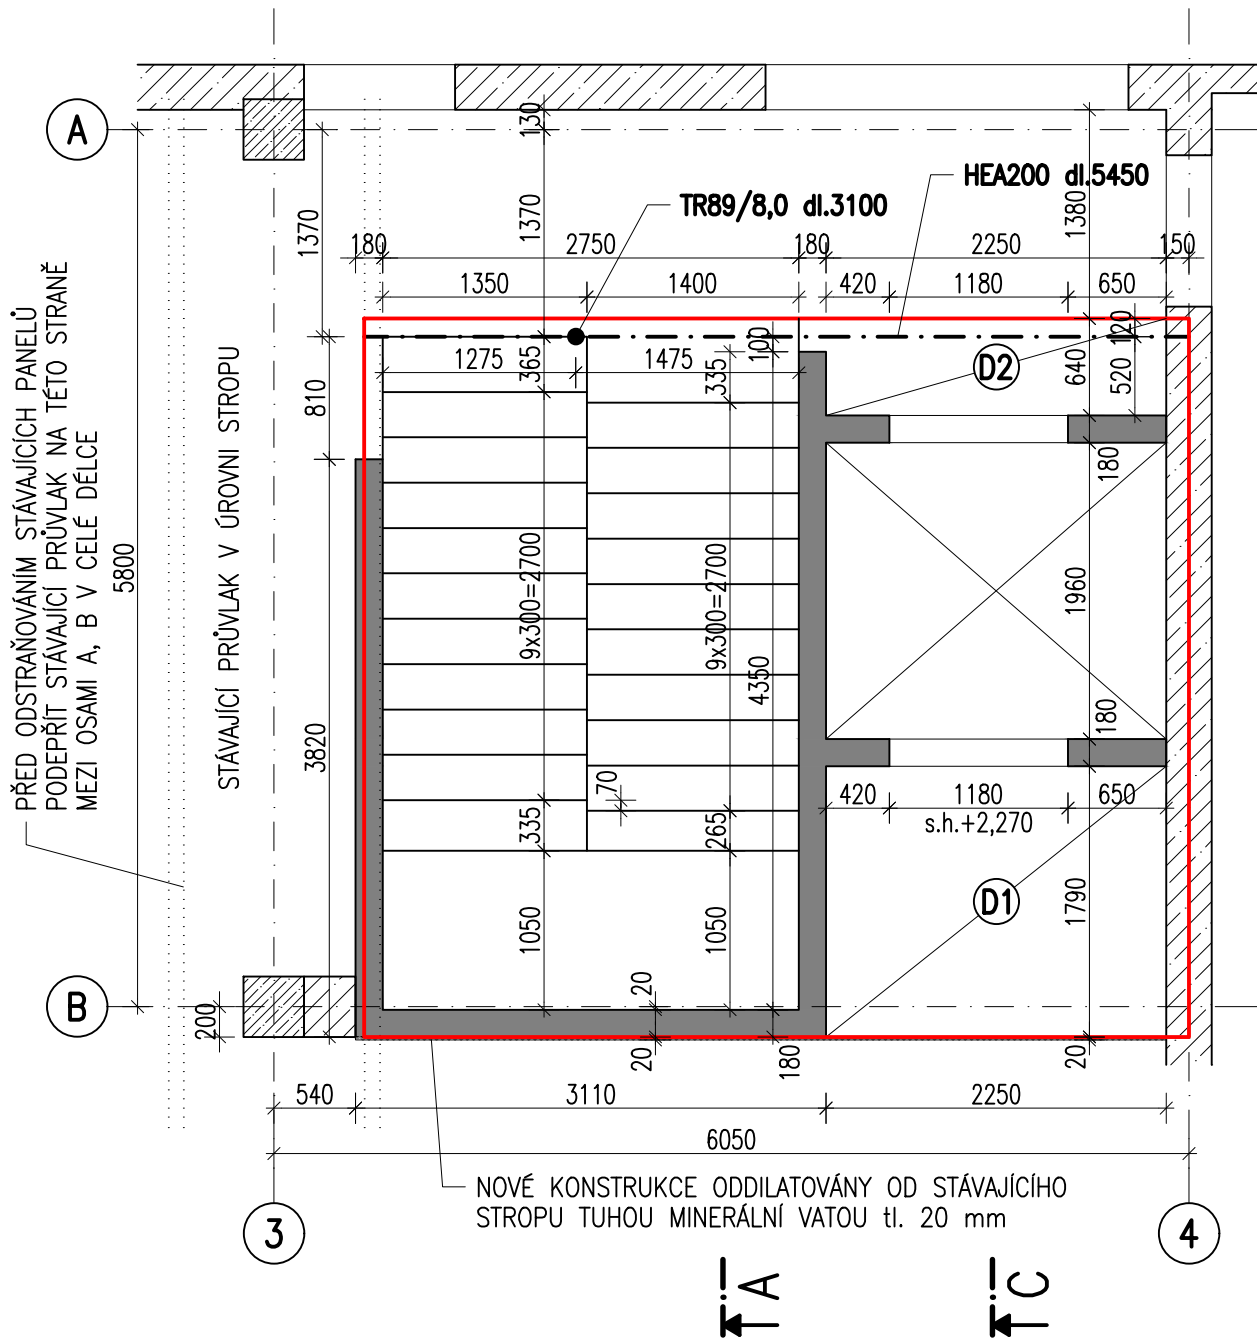 A
130
HEA200 dl.5450
TR89/8,0 dl.3100
1370
1370
1380
180
2750
180
2250
150
1350
1400
420
1180
650
120
100
D2
1275
365
1475
335
640
520
810
180
PŘED ODSTRAŇOVÁNÍM STÁVAJÍCÍCH PANELŮ
PODEPŘÍT STÁVAJÍCÍ PRŮVLAK NA TÉTO STRANĚ
MEZI OSAMI A, B V CELÉ DÉLCE
5800
STÁVAJÍCÍ PRŮVLAK V ÚROVNI STROPU
9x300=2700
9x300=2700
4350
1960
3820
180
70
335
265
420
1180
650
s.h.+2,270
D1
1050
1050
1790
B
200
20
20
180
20
540
3110
2250
6050
NOVÉ KONSTRUKCE ODDILATOVÁNY OD STÁVAJÍCÍHO
STROPU TUHOU MINERÁLNÍ VATOU tl. 20 mm
3
4
A
C